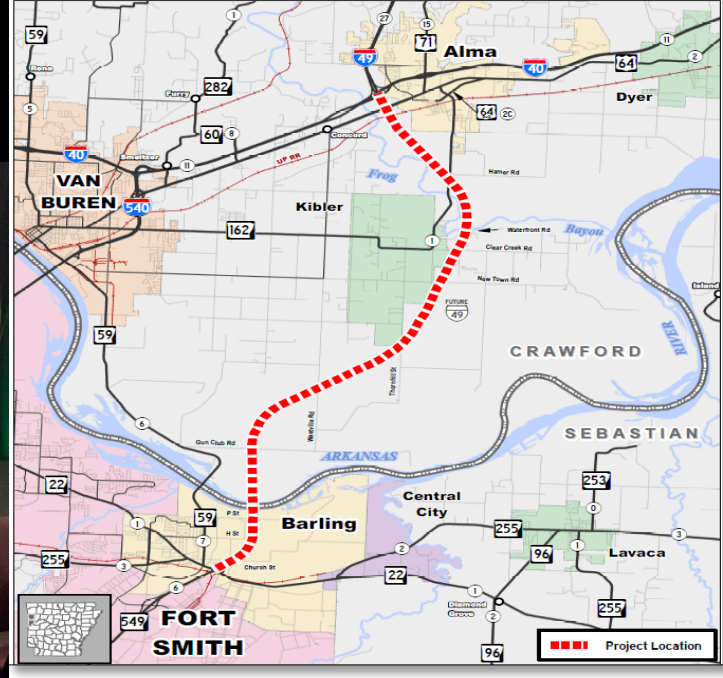 27
15
1
59
49
71
Alma
11
40
64
2
Rena
282
Furry
Dyer
64
2C
5
60
8
Concord
Smeltzer
11
UP RR
40
VAN
BUREN
540
Frog
Hamer Rd
Kibler
162
1
Waterfront Rd
Bayou
Clear Creek Rd
New Town Rd
Island
FUTURE
49
59
RIVER
CRAWFORD
Thornhill St
6
Gun Club Rd
Westville Rd
ARKANSAS
SEBASTIAN
22
253
Central
City
59
P St
0
1
Barling
H St
7
255
3
1
Lavaca
255
3
Church St
2
96
6
22
1
Diamond
Grove
2
255
549
FORT
SMITH
96
Project Location